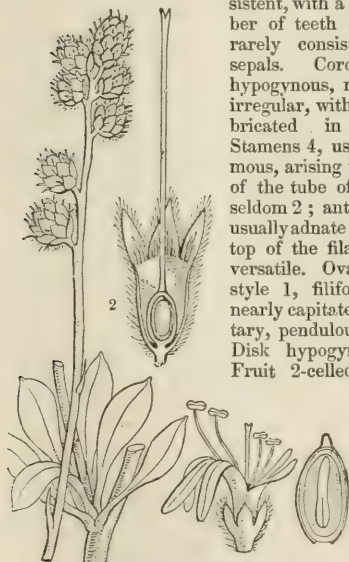 sistent, with a
ber of teeth
rarely consis
sepals. Coro
hypogynous, r
irregular, with
bricated in
Stamens 4, us
mous, arising
of the tube of
seldom 2 ; ant
usually adnate
top of the fila
versatile. Ova
style 1, filifo
nearly capitate
tary, pendulou
Disk hypogyn
Fruit 2-celled
2